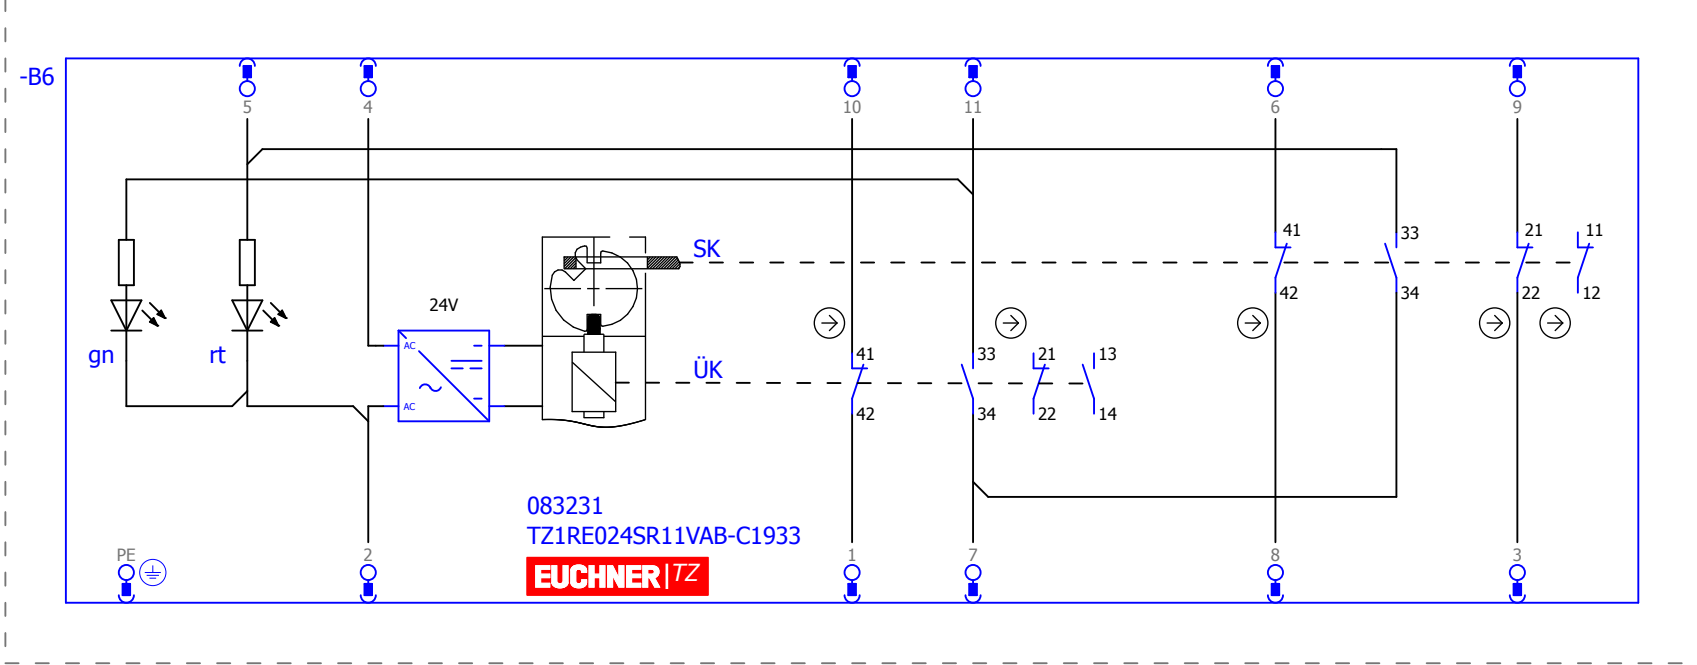 -B6
5 4 10 11 6 9
41 33 21 11
SK
42 34 22 12
24V
gn rt AC 41 33 21 13
ÜK
AC 42 34 22 14
083231
TZ1RE024SR11VAB-C1933
PE 2 1 7 8 3
EUCHNER|TZ